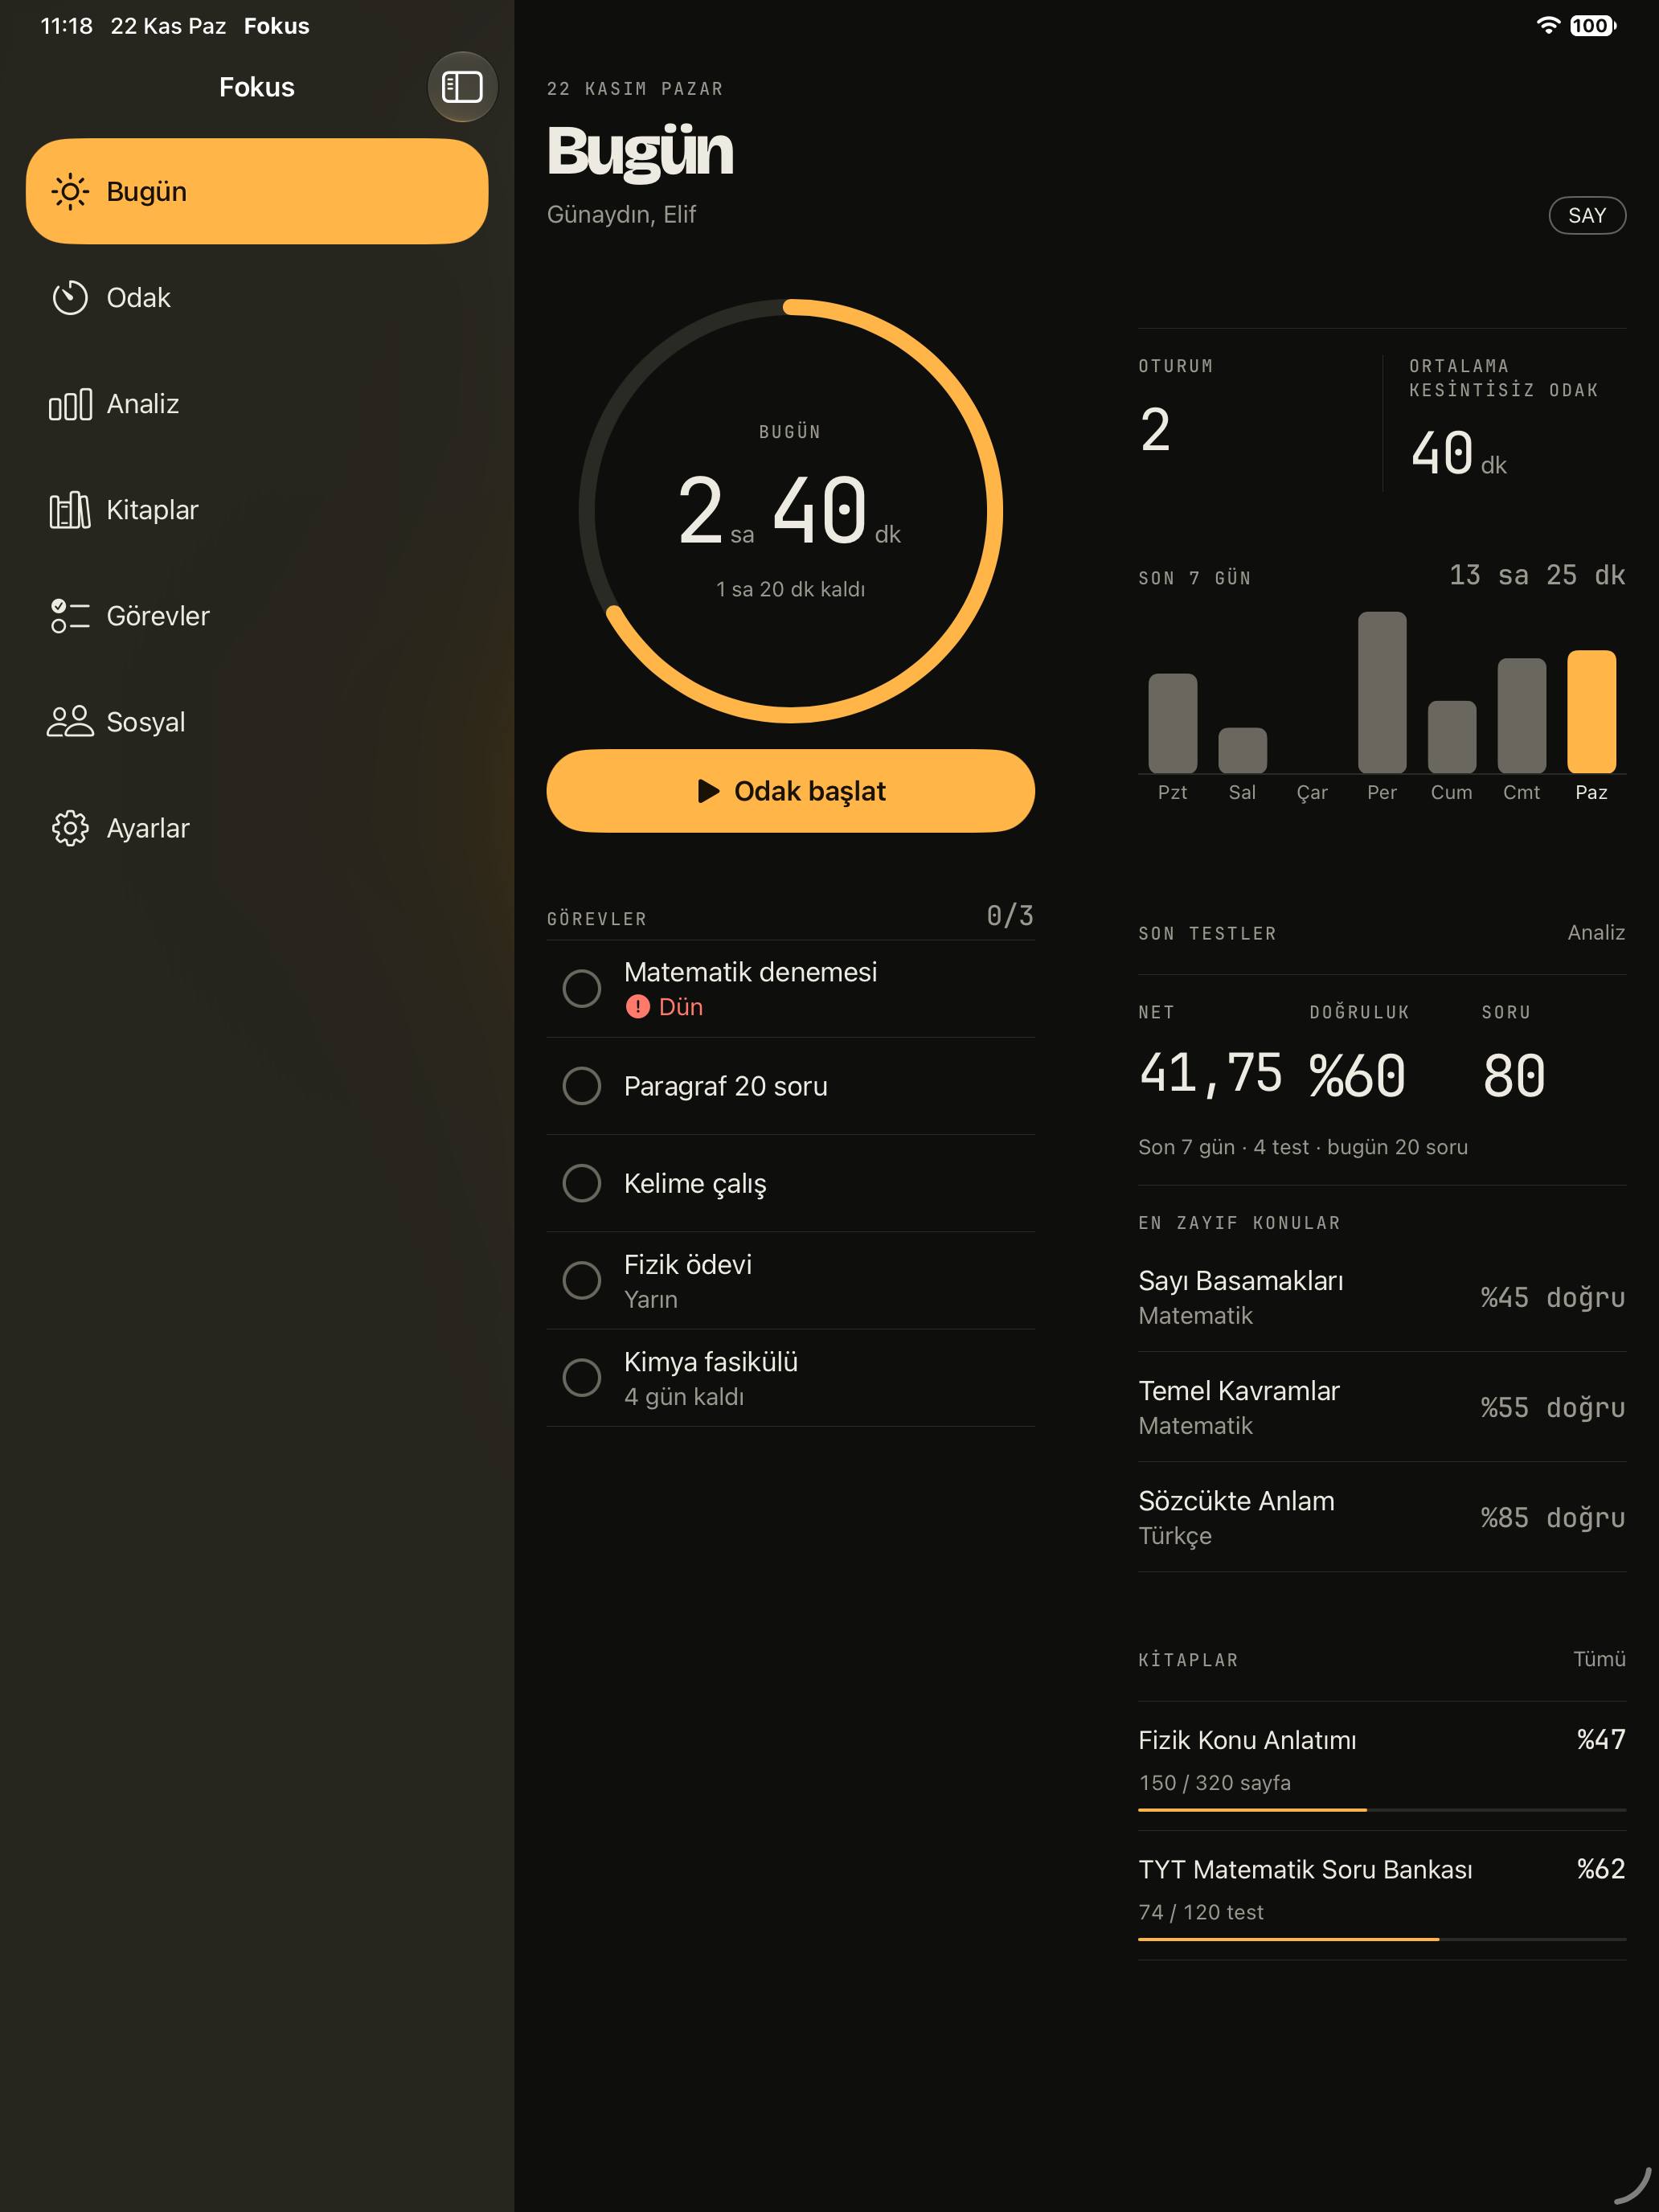 11:18 22 Kas Paz Fokus
100
Fokus
Bugün
Odak
Analiz
Kitaplar
Görevler
Sosyal
Ayarlar
22 KASIM PAZAR
Bugün
Günaydın, Elif
SAY
BUGÜN
2 sa 40 dk
1 sa 20 dk kaldı
Odak başlat
GÖREVLER 0/3
Matematik denemesi
Dün
Paragraf 20 soru
Kelime çalış
Fizik ödevi
Yarın
Kimya fasikülü
4 gün kaldı
OTURUM
2
ORTALAMA
KESİNTİSİZ ODAK
40 dk
SON 7 GÜN 13 sa 25 dk
Pzt Sal Çar Per Cum Cmt Paz
SON TESTLER Analiz
NET DOĞRULUK SORU
41,75 %60 80
Son 7 gün · 4 test · bugün 20 soru
EN ZAYIF KONULAR
Sayı Basamakları
Matematik
%45 doğru
Temel Kavramlar
Matematik
%55 doğru
Sözcükte Anlam
Türkçe
%85 doğru
KİTAPLAR Tümü
Fizik Konu Anlatımı %47
150 / 320 sayfa
TYT Matematik Soru Bankası %62
74 / 120 test